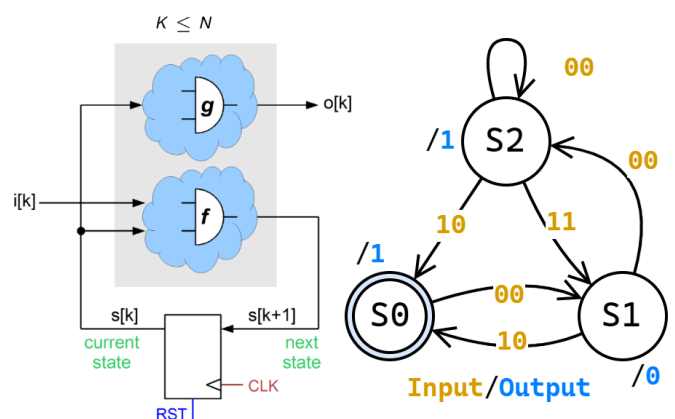 K ≤ N
g
o[k]
i[k]
f
s[k]
s[k+1]
current
state
next
state
CLK
RST
00
S2
/1
00
10
11
/1
S0
00
S1
10
/0
Input/Output